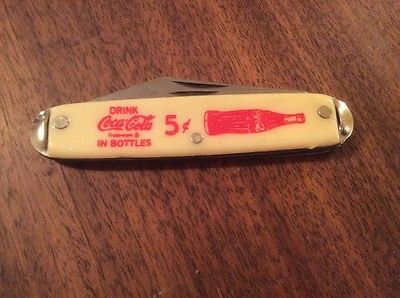 DRINK
Coca-Cola
Trade-mark ®
IN BOTTLES
5¢